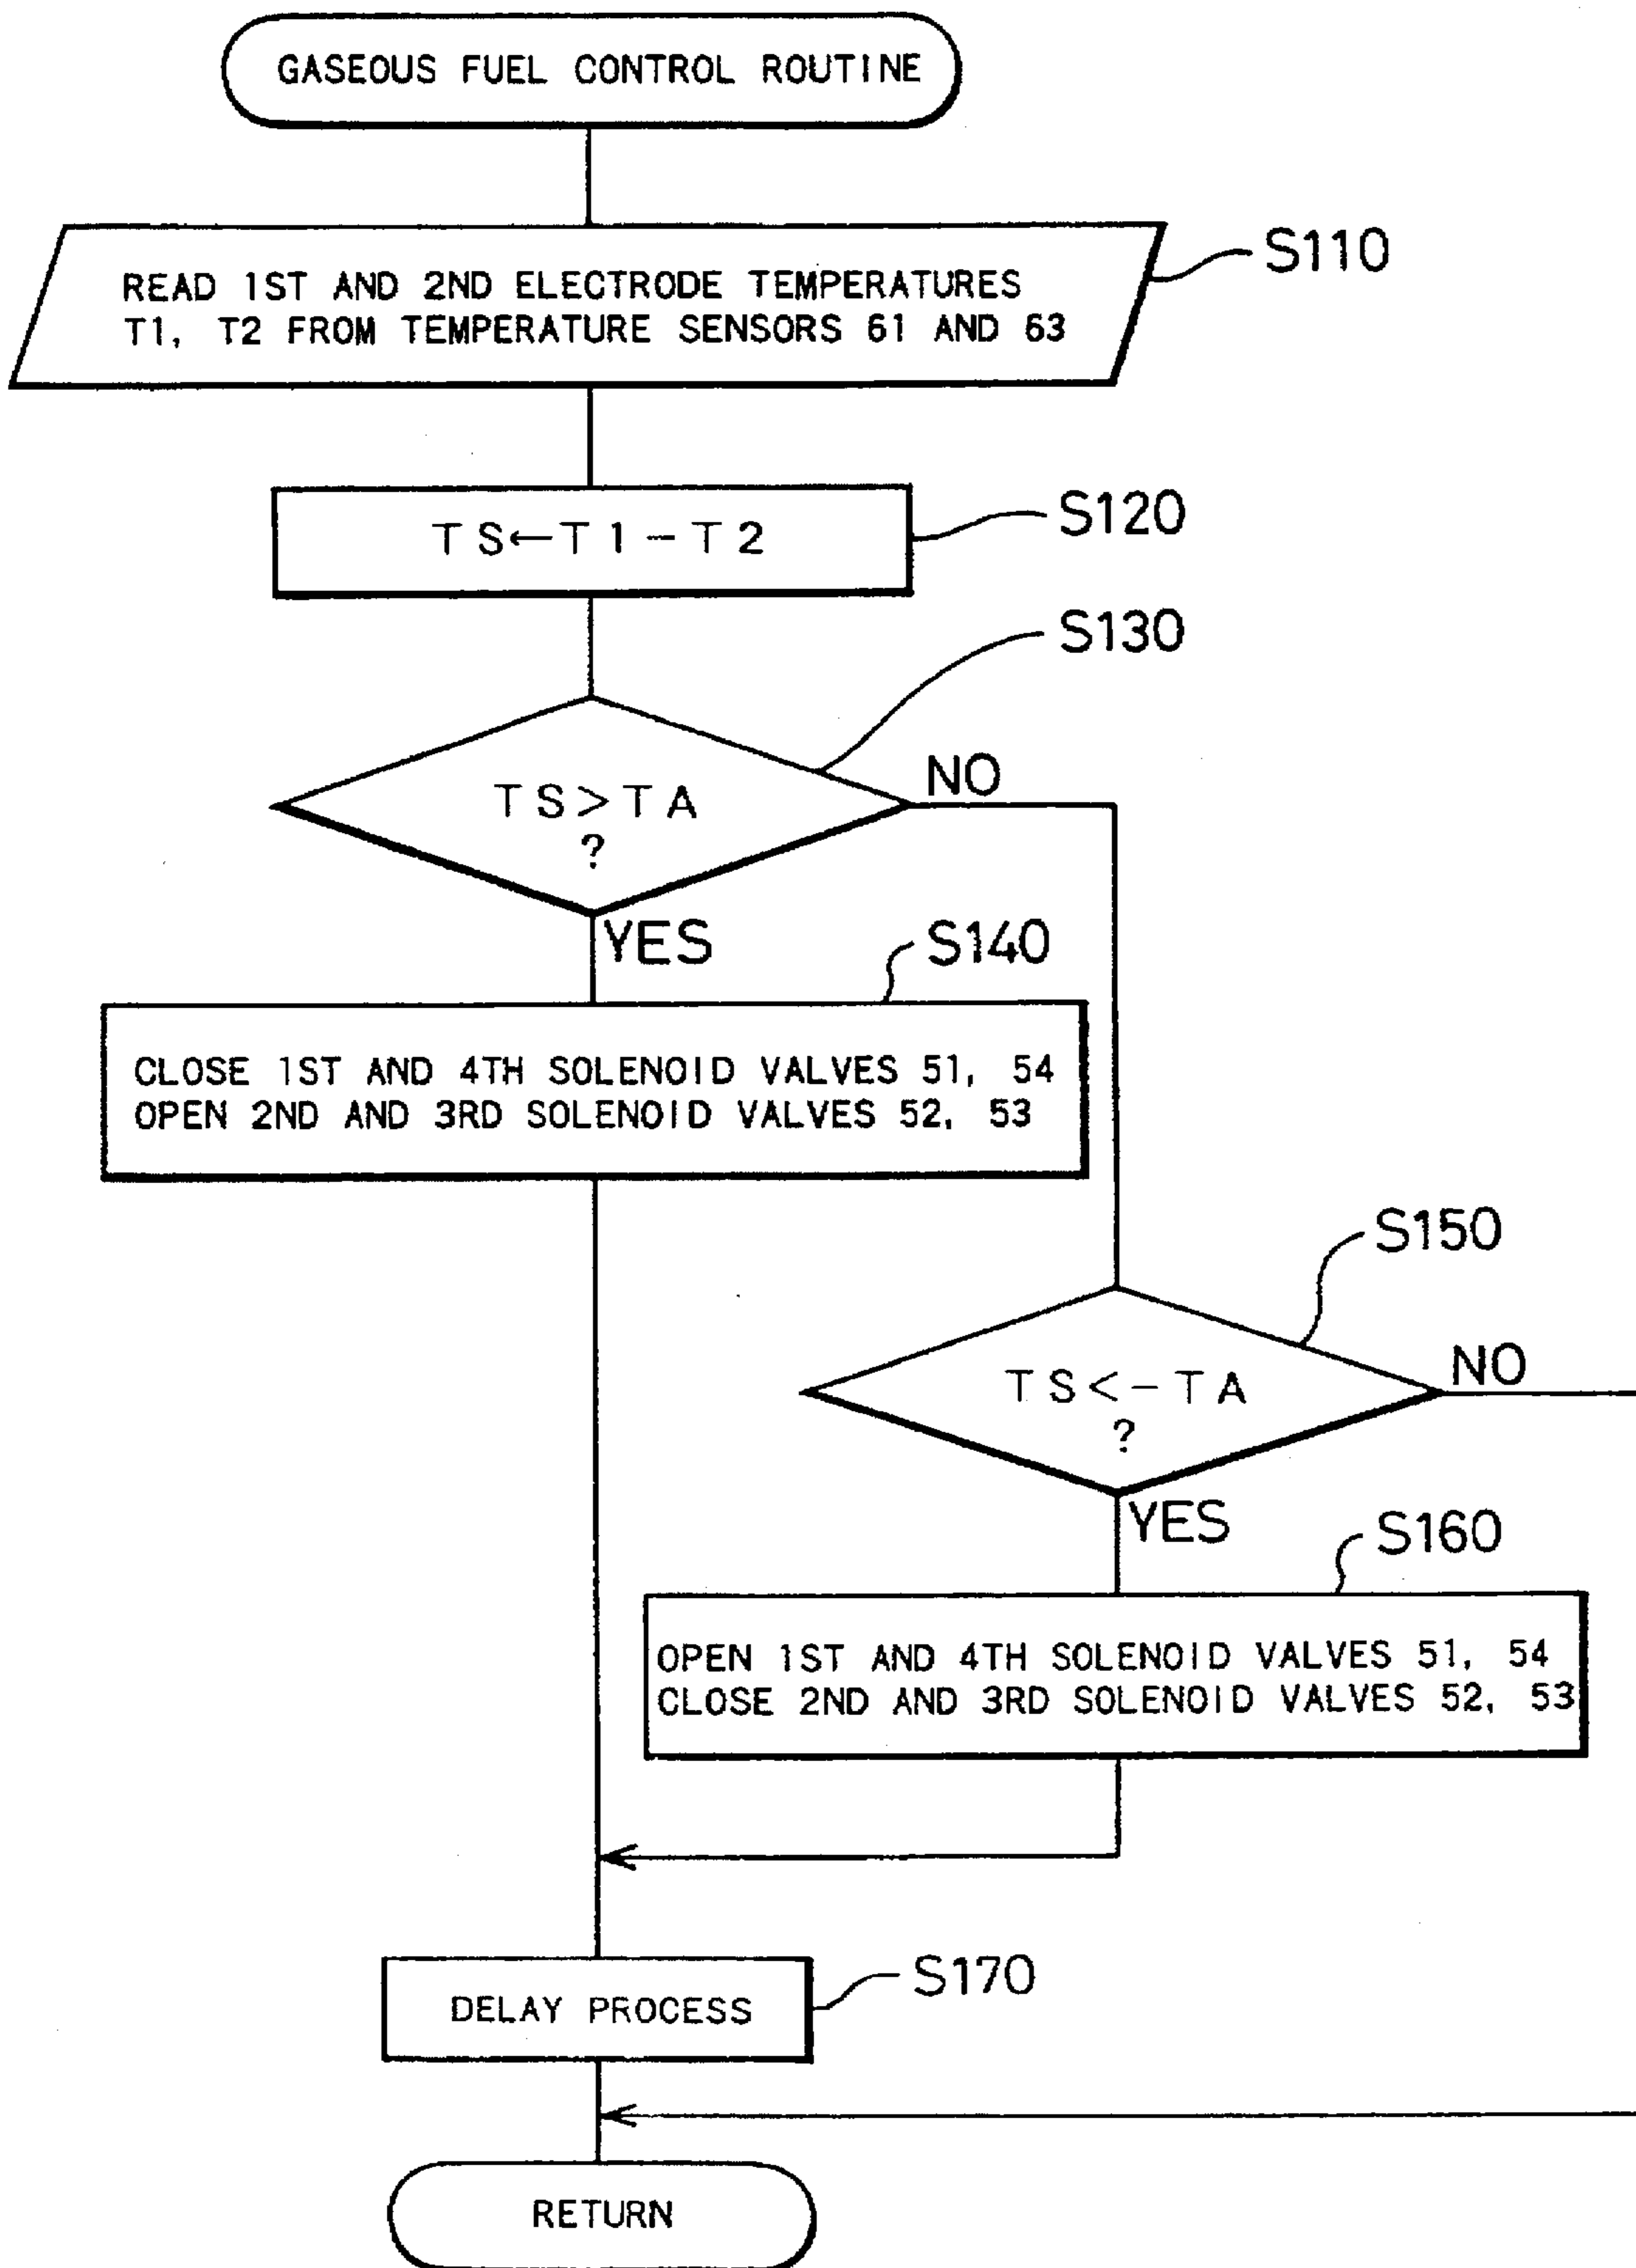 GASEOUS FUEL CONTROL ROUTINE
READ 1ST AND 2ND ELECTRODE TEMPERATURES
T1, T2 FROM TEMPERATURE SENSORS 61 AND 63
S110
TS←T1-T2
S120
S130
TS>TA
?
NO
YES
S140
CLOSE 1ST AND 4TH SOLENOID VALVES 51, 54
OPEN 2ND AND 3RD SOLENOID VALVES 52, 53
S150
TS<-TA
?
NO
YES
S160
OPEN 1ST AND 4TH SOLENOID VALVES 51, 54
CLOSE 2ND AND 3RD SOLENOID VALVES 52, 53
S170
DELAY PROCESS
RETURN